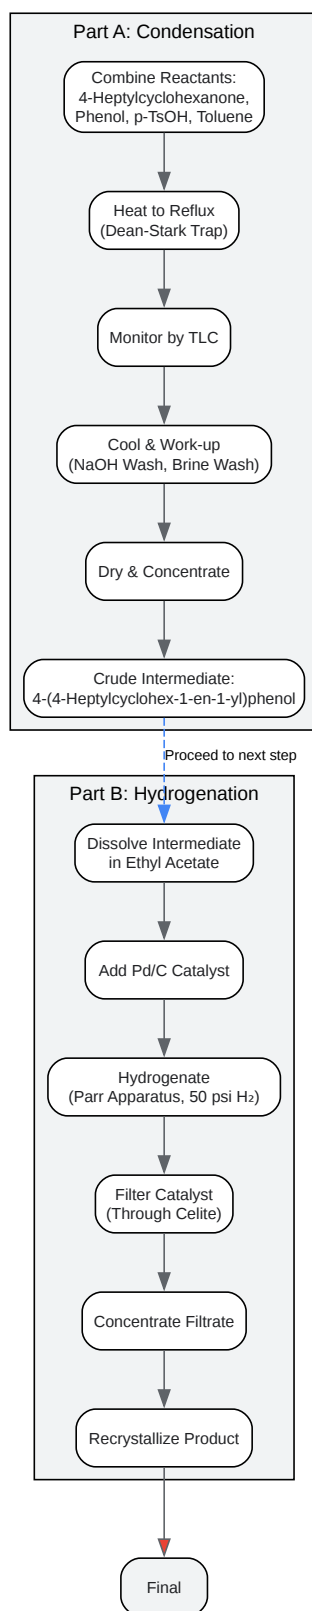 Part A: Condensation
Combine Reactants:
4-Heptylcyclohexanone,
Phenol, p-TsOH, Toluene
Heat to Reflux
(Dean-Stark Trap)
Monitor by TLC
Cool & Work-up
(NaOH Wash, Brine Wash)
Dry & Concentrate
Crude Intermediate:
4-(4-Heptylcyclohex-1-en-1-yl)phenol
Proceed to next step
Part B: Hydrogenation
Dissolve Intermediate
in Ethyl Acetate
Add Pd/C Catalyst
Hydrogenate
(Parr Apparatus, 50 psi H₂)
Filter Catalyst
(Through Celite)
Concentrate Filtrate
Recrystallize Product
Final